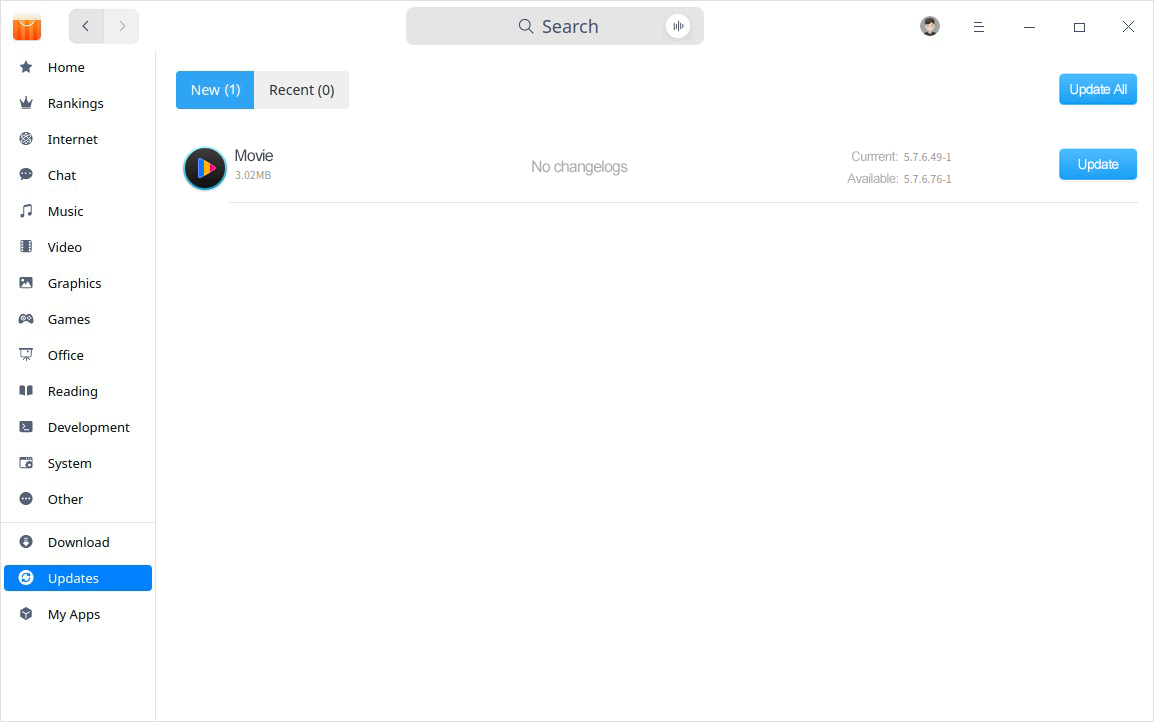 Search
Home
Rankings
Internet
Chat
Music
Video
Graphics
Games
Office
Reading
Development
System
Other
Download
Updates
My Apps
New (1)
Recent (0)
Update All
Movie
3.02MB
No changelogs
Current: 5.7.6.49-1
Available: 5.7.6.76-1
Update